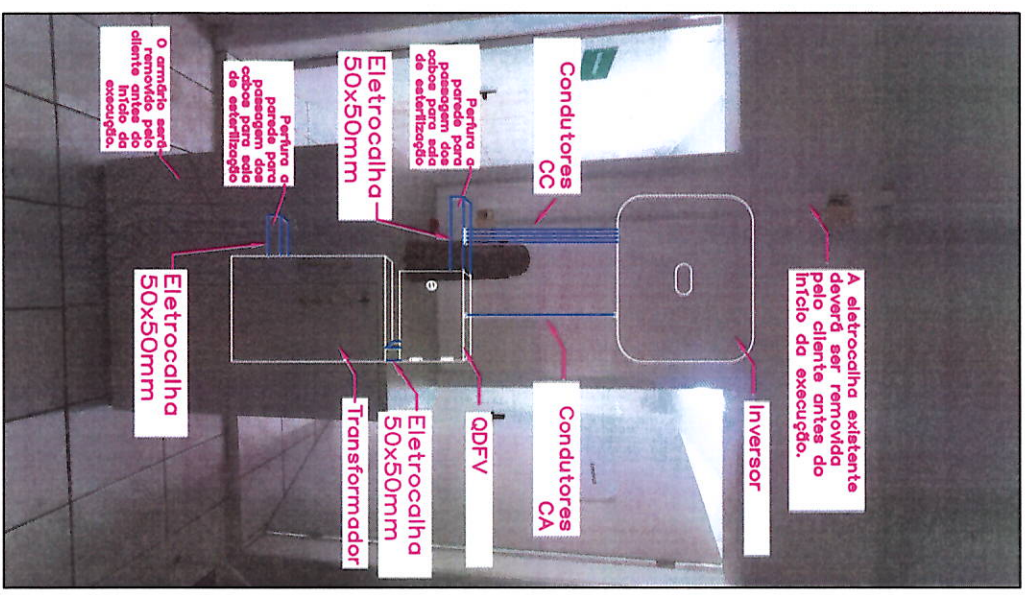 A eletrocalha existente
deverá ser removida
pelo cliente antes do
início da execução.
Inversor
Condutores
CC
Condutores
CA
Perfura a
parede para
passagem dos
cabos para sala
de esterilização
QDFV
Eletrocalha
50x50mm
Eletrocalha
50x50mm
Transformador
Perfura a
parede para
passagem dos
cabos para sala
de esterilização
Eletrocalha
50x50mm
O armário será
removido pelo
cliente antes do
início da
execução.